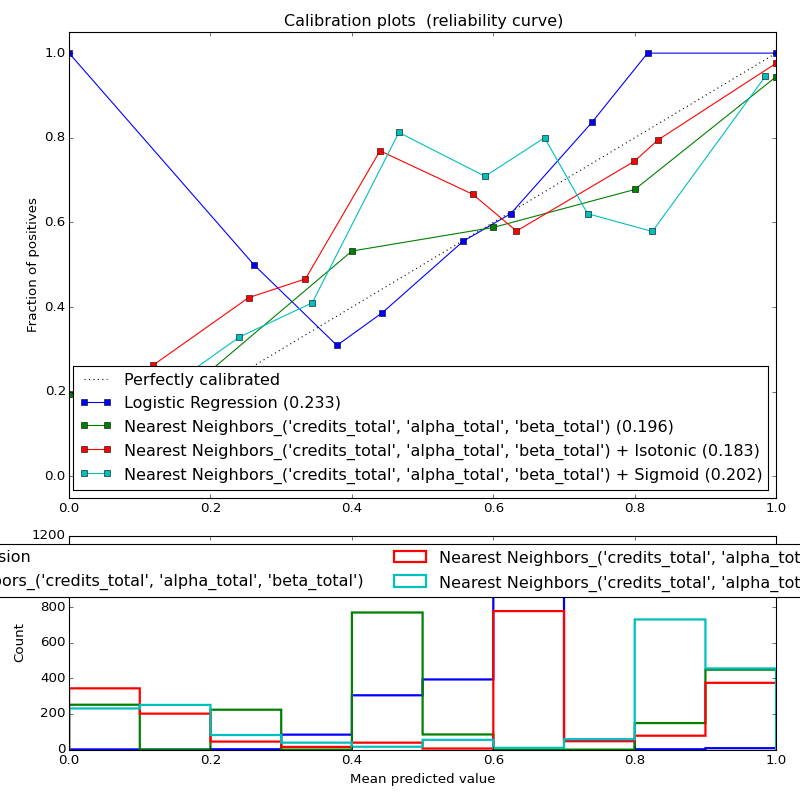 Calibration plots (reliability curve)
1.0
0.8
0.6
0.4
0.2
0.0
Fraction of positives
Perfectly calibrated
Logistic Regression (0.233)
Nearest Neighbors_('credits_total', 'alpha_total', 'beta_total') (0.196)
Nearest Neighbors_('credits_total', 'alpha_total', 'beta_total') + Isotonic (0.183)
Nearest Neighbors_('credits_total', 'alpha_total', 'beta_total') + Sigmoid (0.202)
0.0 0.2 0.4 0.6 0.8 1.0
1200
sion
ors_('credits_total', 'alpha_total', 'beta_total')
Nearest Neighbors_('credits_total', 'alpha_tot
Nearest Neighbors_('credits_total', 'alpha_tot
800
600
400
200
0
Count
0.0 0.2 0.4 0.6 0.8 1.0
Mean predicted value